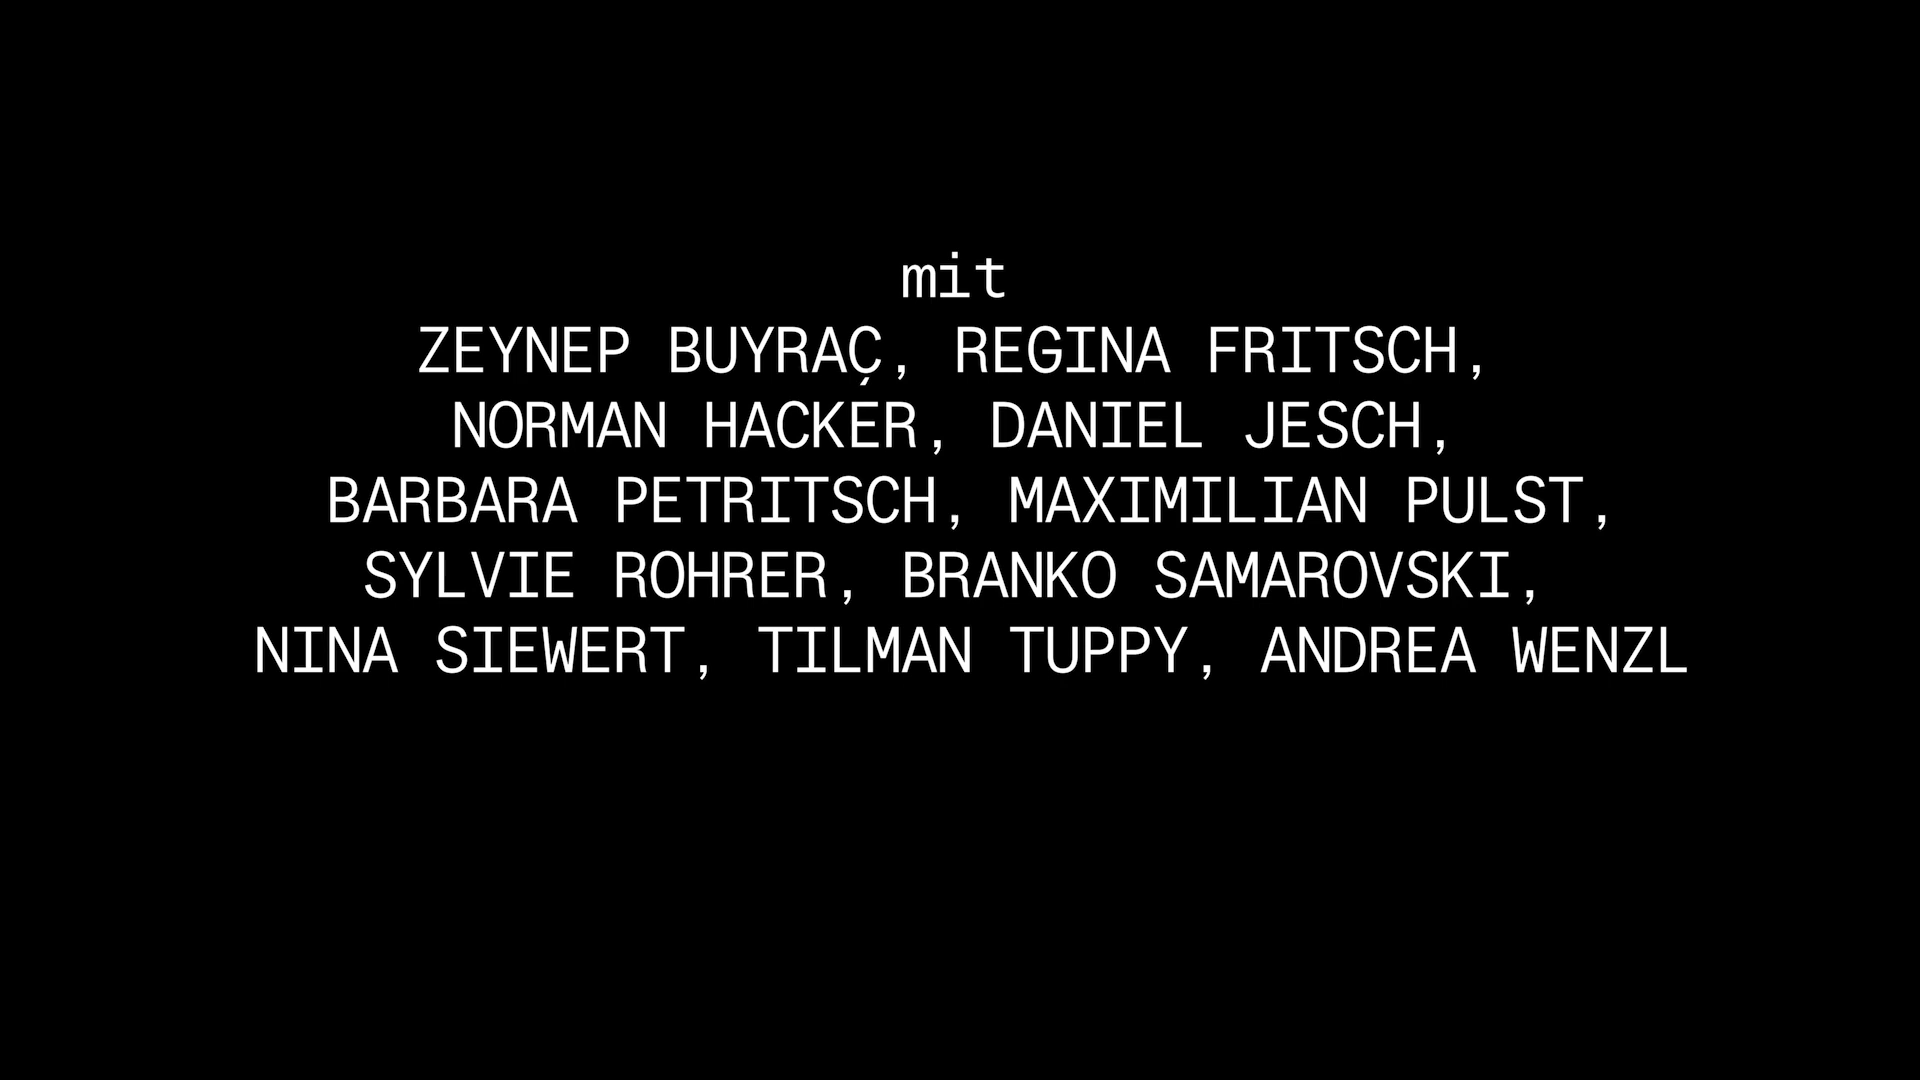 mit
ZEYNEP BUYRAÇ, REGINA FRITSCH,
NORMAN HACKER, DANIEL JESCH,
BARBARA PETRITSCH, MAXIMILIAN PULST,
SYLVIE ROHRER, BRANKO SAMAROVSKI,
NINA SIEWERT, TILMAN TUPPY, ANDREA WENZL